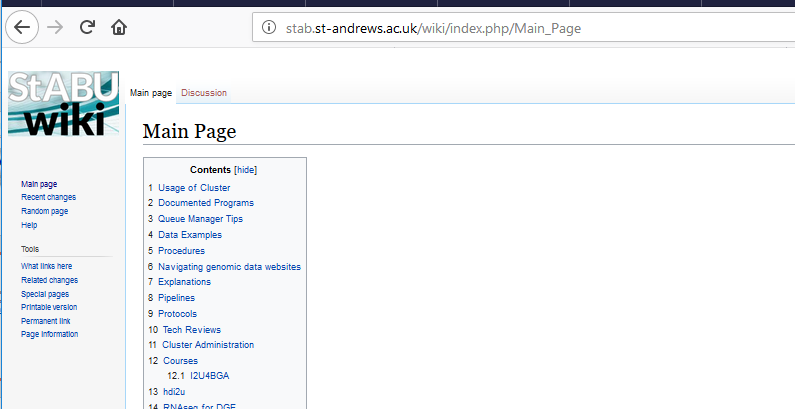 stab.st-andrews.ac.uk/wiki/index.php/Main_Page
StABU
wiki
Main page
Discussion
Main Page
Main page
Recent changes
Random page
Help
Tools
What links here
Related changes
Special pages
Printable version
Permanent link
Page information
Contents [hide]
1 Usage of Cluster
2 Documented Programs
3 Queue Manager Tips
4 Data Examples
5 Procedures
6 Navigating genomic data websites
7 Explanations
8 Pipelines
9 Protocols
10 Tech Reviews
11 Cluster Administration
12 Courses
12.1 I2U4BGA
13 hdi2u
14 RNAseq for DGE